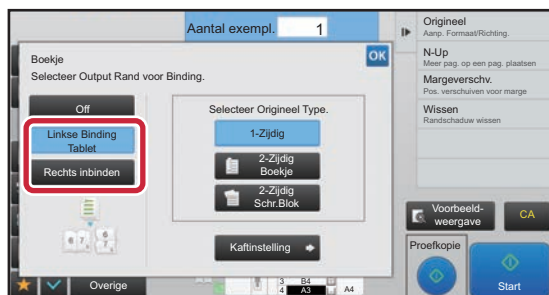 Aantal exempl. 1
Boekje
OK
Selecteer Output Rand voor Binding.
Off
Linkse Binding
Tablet
Rechts inbinden
Selecteer Origineel Type.
1-Zijdig
2-Zijdig
Boekje
2-Zijdig
Schr.Blok
Kaftinstelling
Overige
3 B4
4 A3
A4
Origineel
Aanp. Formaat/Richting.
N-Up
Meer pag. op een pag. plaatsen
Margeverschv.
Pos. verschuiven voor marge
Wissen
Randschaduw wissen
Voorbeeld-
weergave
CA
Proefkopie
Start